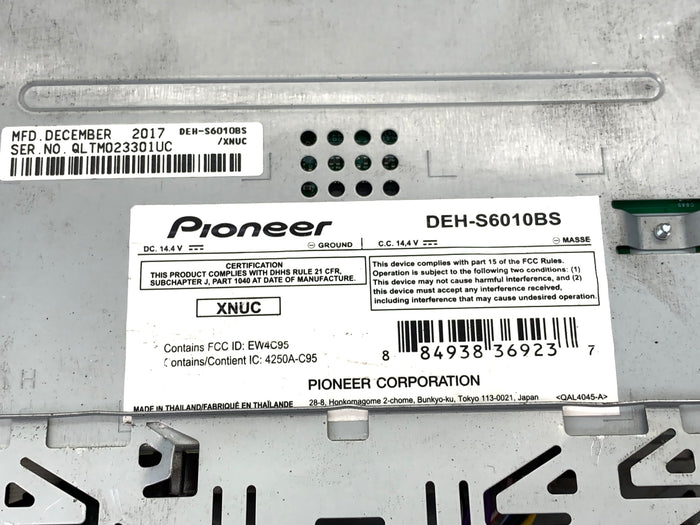 MFD.DECEMBER 2017 DEH-S6010BS
SER.NO. QLTM023301UC /XNUC
Pioneer DEH-S6010BS
DC. 14.4 V ⎓ ⊖ GROUND C.C. 14,4 V ⎓ ⊖ MASSE
CERTIFICATION
THIS PRODUCT COMPLIES WITH DHHS RULE 21 CFR,
SUBCHAPTER J, PART 1040 AT DATE OF MANUFACTURE.
This device complies with part 15 of the FCC Rules.
Operation is subject to the following two conditions: (1)
This device may not cause harmful interference, and (2)
this device must accept any interference received,
including interference that may cause undesired operation.
XNUC
Contains FCC ID: EW4C95
Contains/Contient IC: 4250A-C95
8 84938 36923 7
PIONEER CORPORATION
MADE IN THAILAND/FABRIQUÉ EN THAÏLANDE
28-8, Honkomagome 2-chome, Bunkyo-ku, Tokyo 113-0021, Japan <QAL4045-A>
H